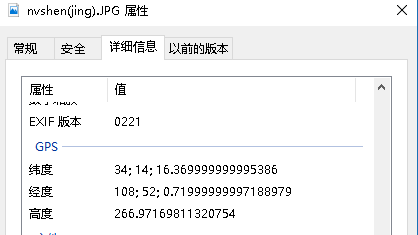 nvshen(jing).JPG 属性
常规 安全 详细信息 以前的版本
属性 值
EXIF 版本 0221
GPS
纬度 34; 14; 16.369999999995386
经度 108; 52; 0.71999999997188979
高度 266.97169811320754